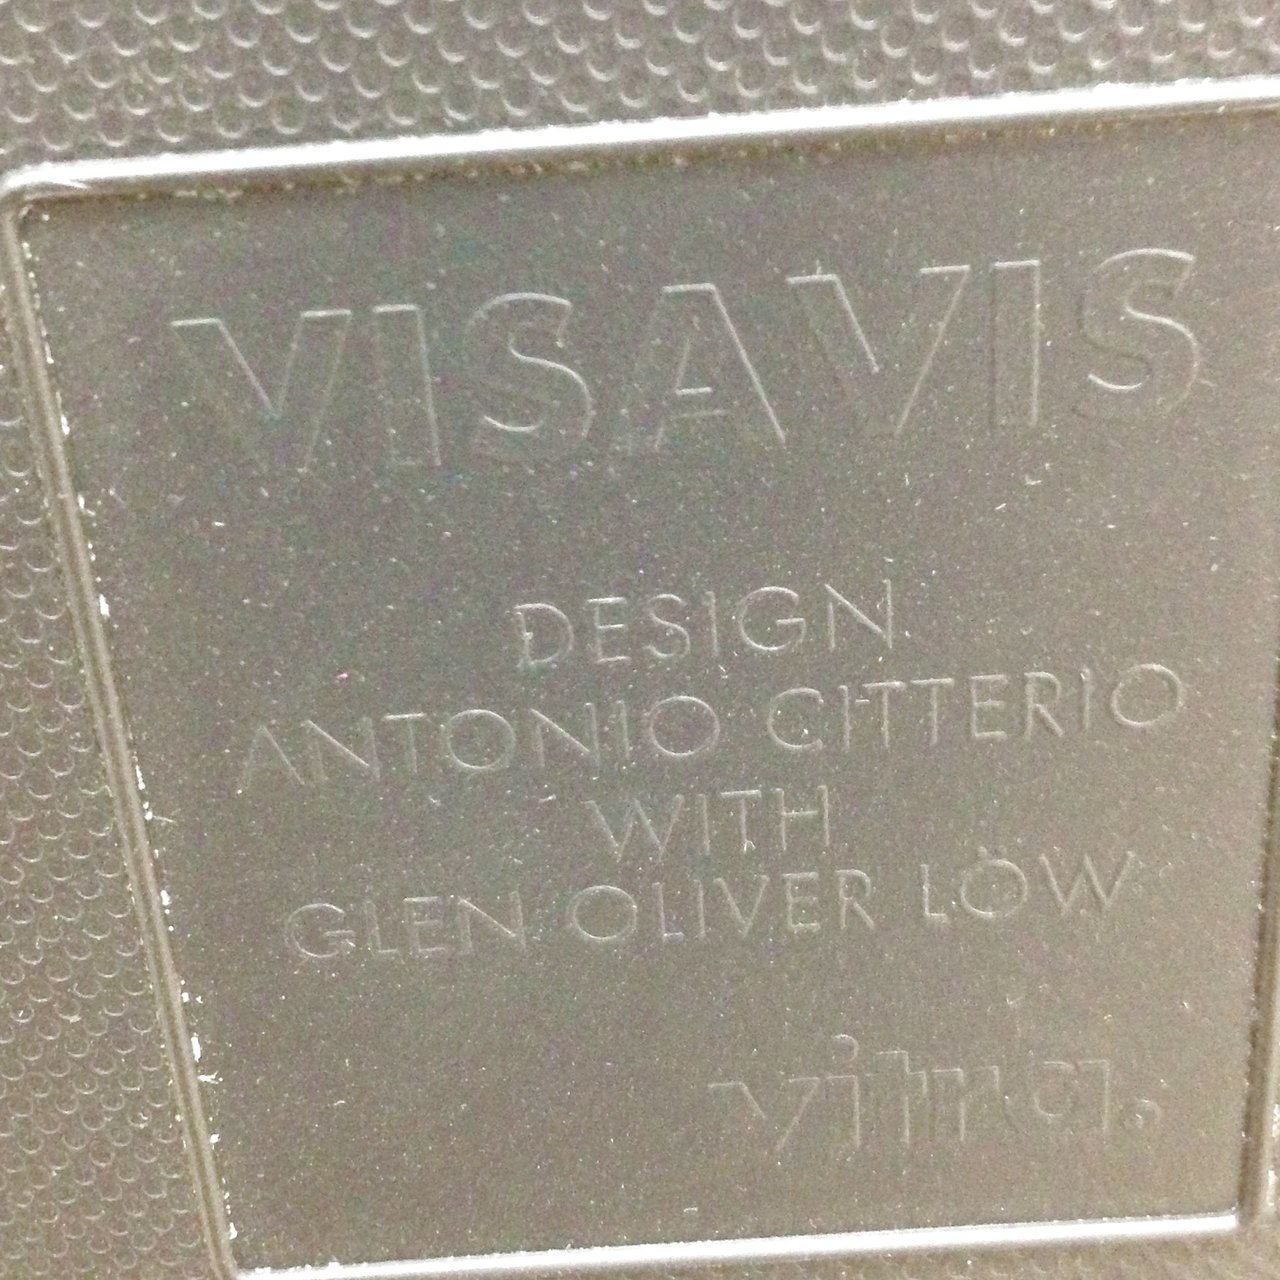 VISAVIS
DESIGN
ANTONIO CITTERIO
WITH
GLEN OLIVER LÖW
vitra.